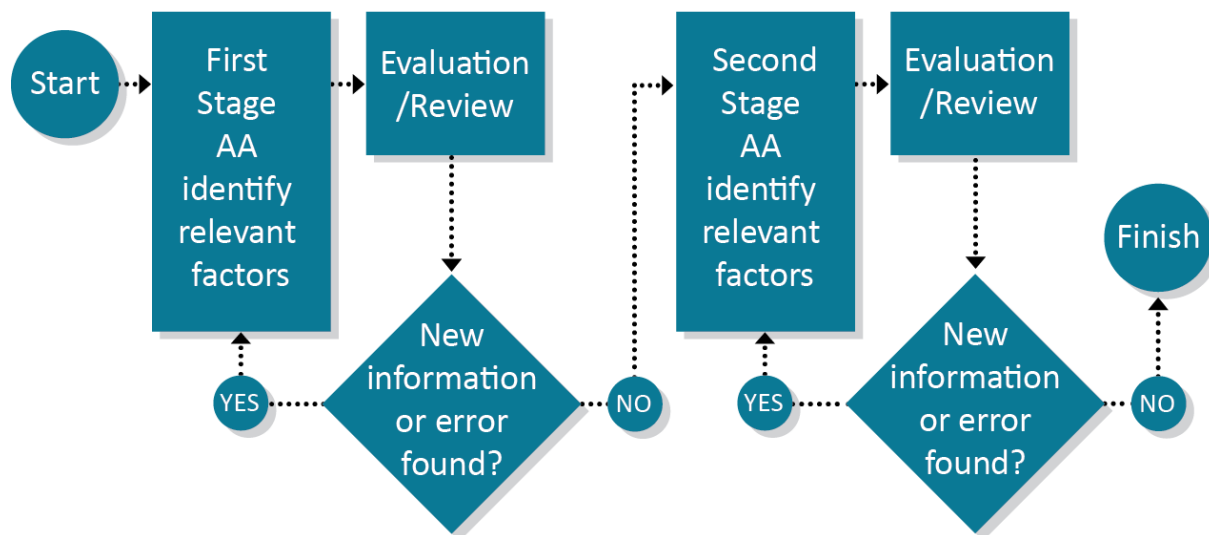 Start
First
Stage
AA
identify
relevant
factors
Evaluation
/Review
New
information
or error
found?
YES
NO
Second
Stage
AA
identify
relevant
factors
Evaluation
/Review
New
information
or error
found?
YES
NO
Finish